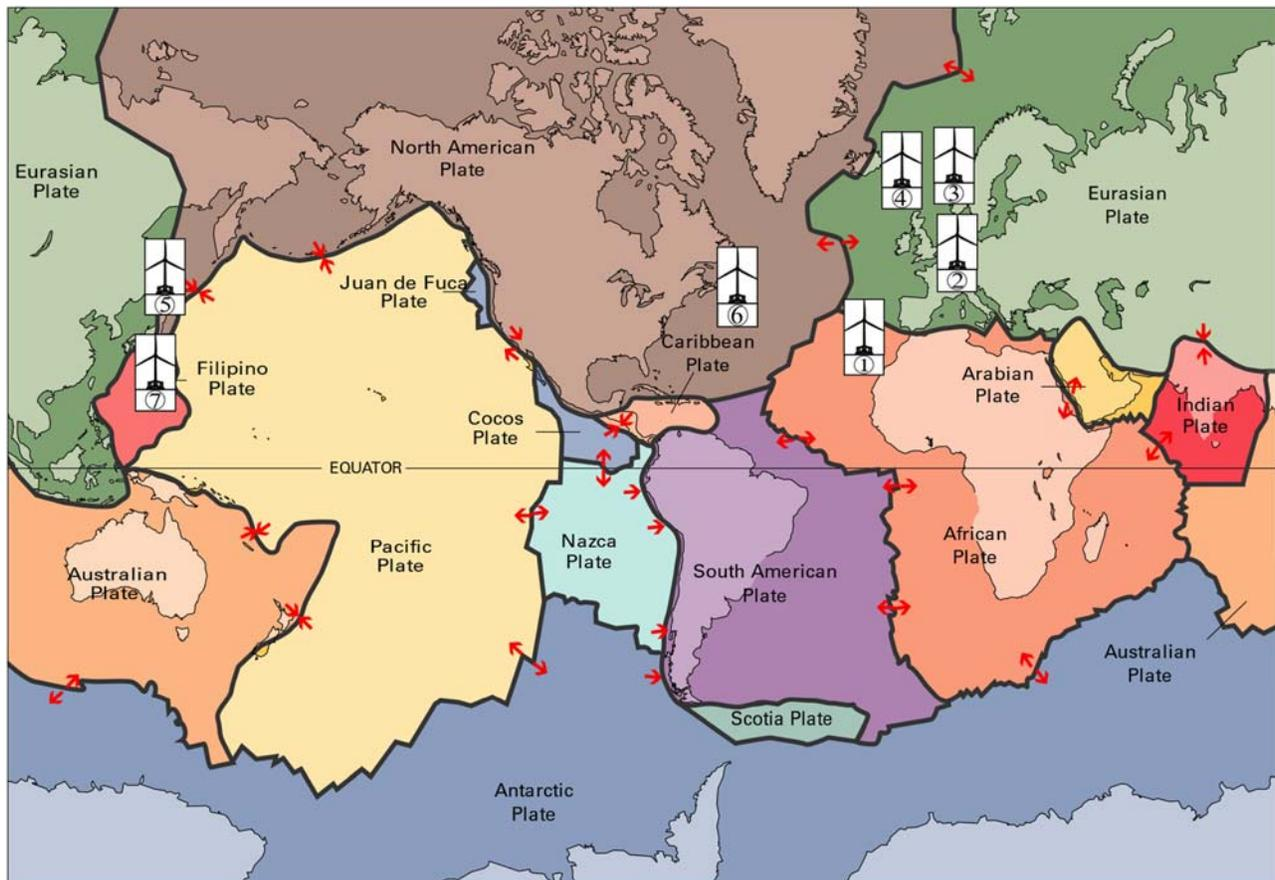 North American
Plate
Eurasian
Plate
④
③
Eurasian
Plate
②
⑤
Juan de Fuca
Plate
⑥
①
Caribbean
Plate
Filipino
Plate
⑦
Arabian
Plate
Indian
Plate
Cocos
Plate
EQUATOR
Nazca
Plate
African
Plate
Pacific
Plate
Australian
Plate
South American
Plate
Australian
Plate
Scotia Plate
Antarctic
Plate